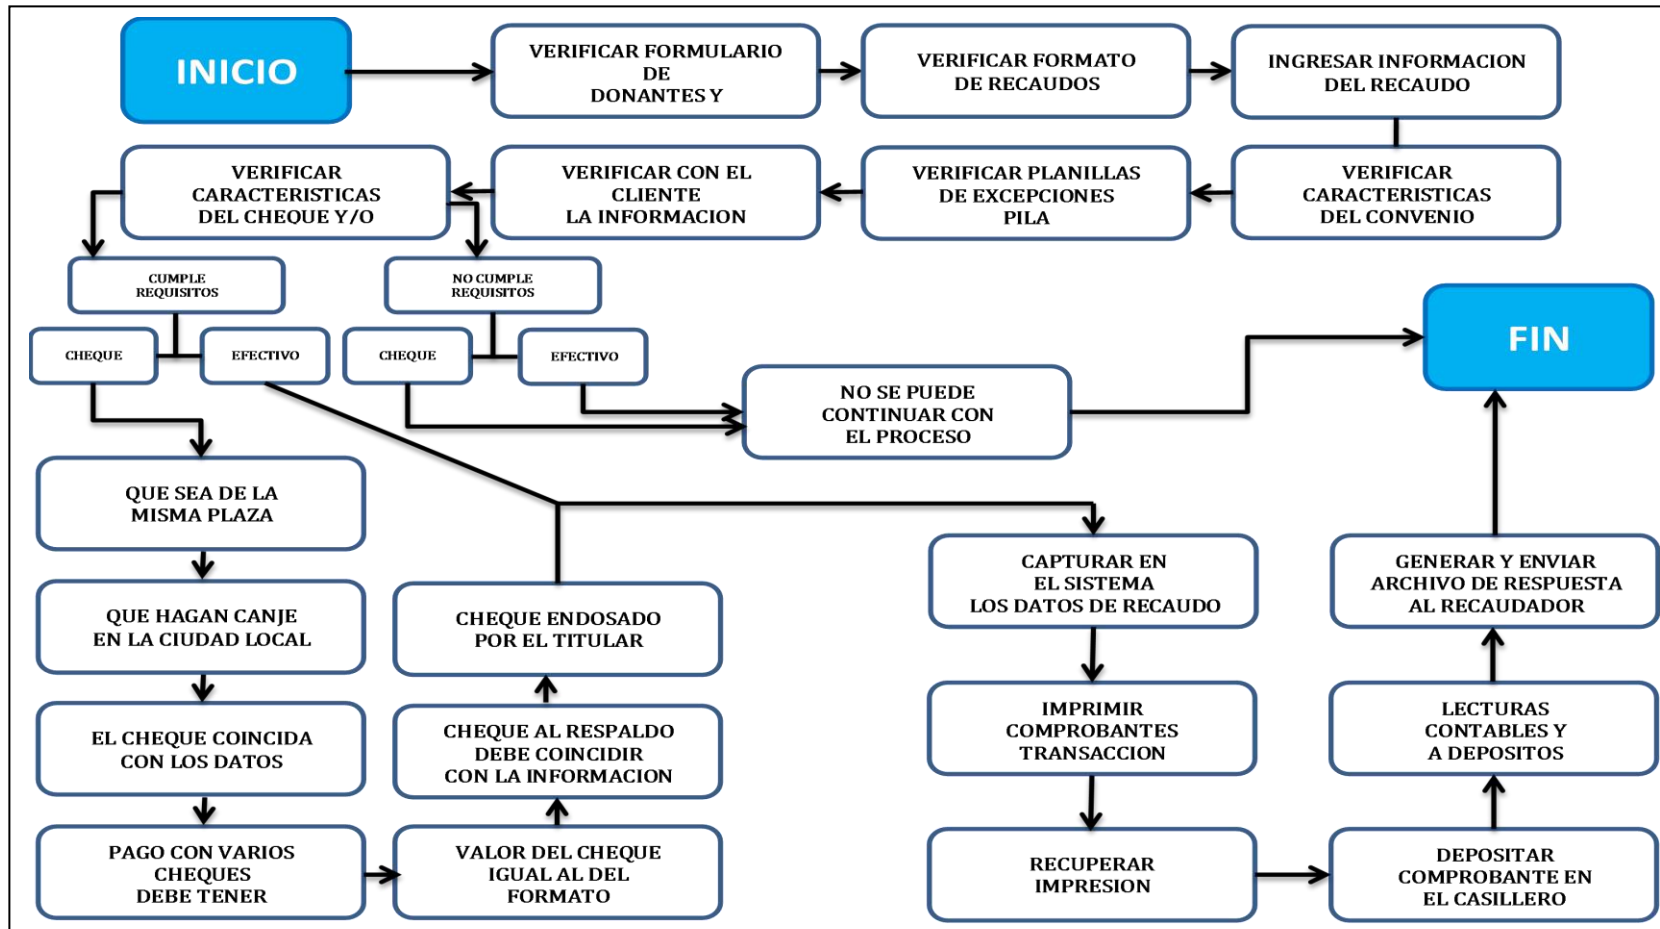 INICIO
VERIFICAR FORMULARIO
DE
DONANTES Y
VERIFICAR FORMATO
DE RECAUDOS
INGRESAR INFORMACION
DEL RECAUDO
VERIFICAR
CARACTERISTICAS
DEL CONVENIO
VERIFICAR PLANILLAS
DE EXCEPCIONES
PILA
VERIFICAR CON EL
CLIENTE
LA INFORMACION
VERIFICAR
CARACTERISTICAS
DEL CHEQUE Y/O
CUMPLE
REQUISITOS
NO CUMPLE
REQUISITOS
CHEQUE
EFECTIVO
CHEQUE
EFECTIVO
NO SE PUEDE
CONTINUAR CON
EL PROCESO
FIN
QUE SEA DE LA
MISMA PLAZA
QUE HAGAN CANJE
EN LA CIUDAD LOCAL
EL CHEQUE COINCIDA
CON LOS DATOS
PAGO CON VARIOS
CHEQUES
DEBE TENER
VALOR DEL CHEQUE
IGUAL AL DEL
FORMATO
CHEQUE AL RESPALDO
DEBE COINCIDIR
CON LA INFORMACION
CHEQUE ENDOSADO
POR EL TITULAR
CAPTURAR EN
EL SISTEMA
LOS DATOS DE RECAUDO
IMPRIMIR
COMPROBANTES
TRANSACCION
RECUPERAR
IMPRESION
DEPOSITAR
COMPROBANTE EN
EL CASILLERO
LECTURAS
CONTABLES Y
A DEPOSITOS
GENERAR Y ENVIAR
ARCHIVO DE RESPUESTA
AL RECAUDADOR